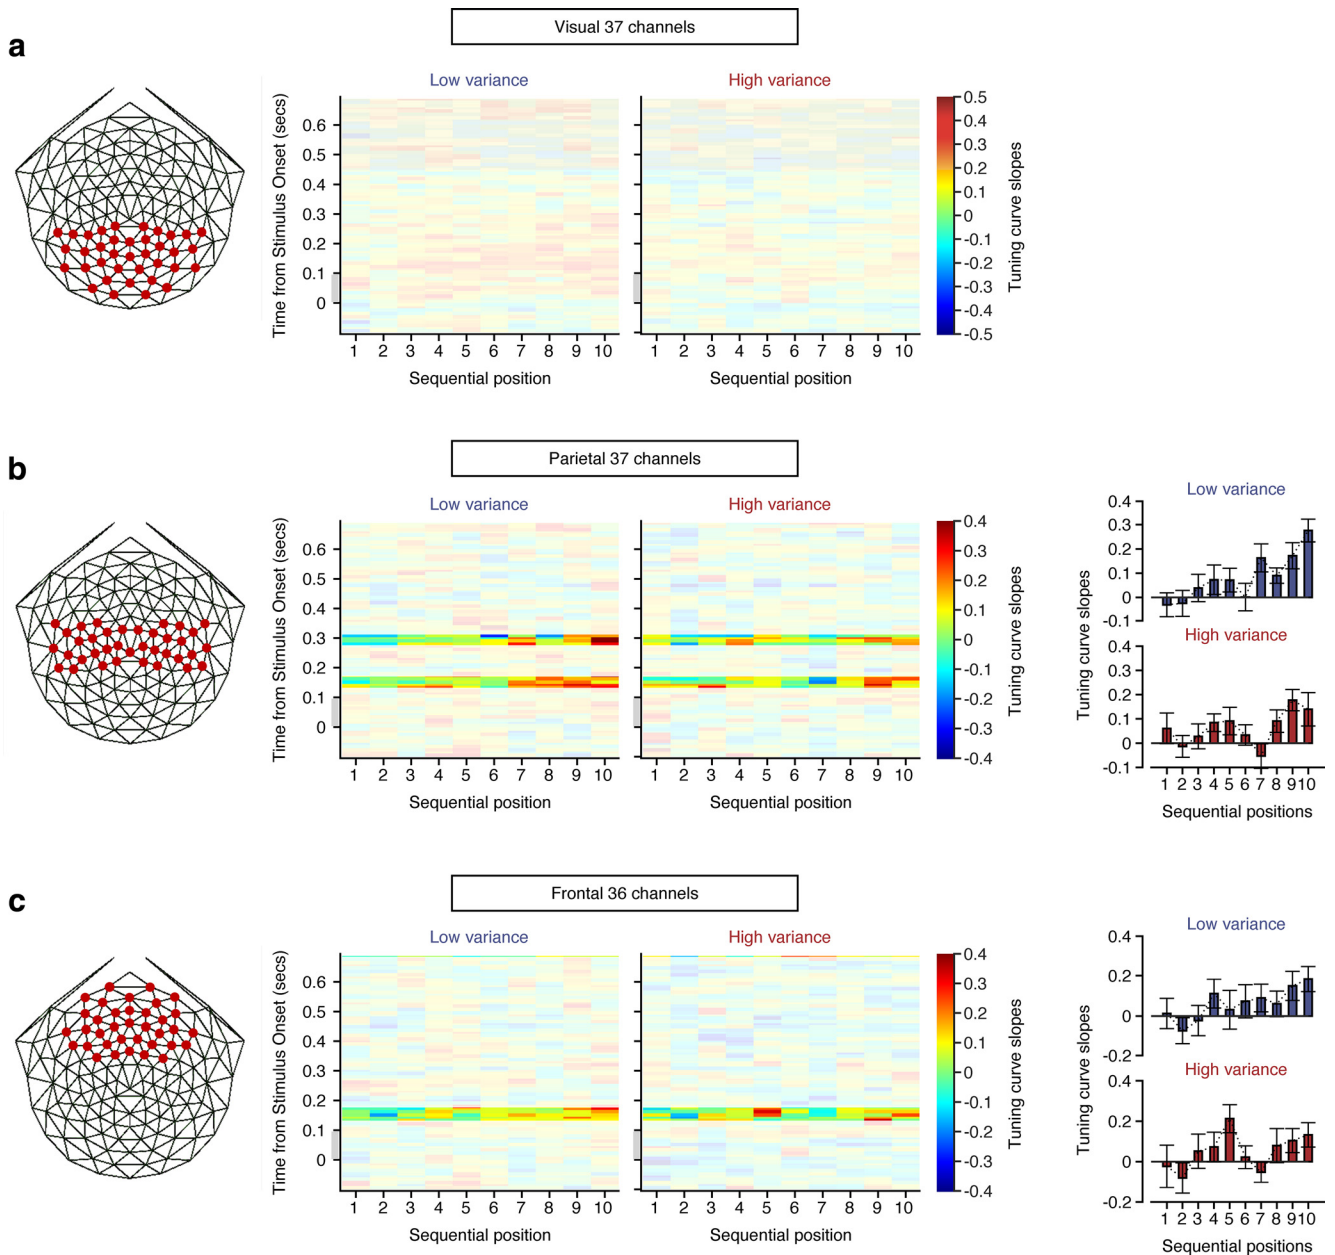 a
Visual 37 channels
Low variance
High variance
Time from Stimulus Onset (secs)
0.6
0.5
0.4
0.3
0.2
0.1
0
1 2 3 4 5 6 7 8 9 10
Sequential position
1 2 3 4 5 6 7 8 9 10
Sequential position
0.5
0.4
0.3
0.2
0.1
0
-0.1
-0.2
-0.3
-0.4
-0.5
Tuning curve slopes
b
Parietal 37 channels
Low variance
High variance
Time from Stimulus Onset (secs)
0.6
0.5
0.4
0.3
0.2
0.1
0
1 2 3 4 5 6 7 8 9 10
Sequential position
1 2 3 4 5 6 7 8 9 10
Sequential position
0.4
0.3
0.2
0.1
0
-0.1
-0.2
-0.3
-0.4
Tuning curve slopes
Low variance
0.4
0.3
0.2
0.1
0
-0.1
High variance
0.4
0.3
0.2
0.1
0
-0.1
Tuning curve slopes
1 2 3 4 5 6 7 8 9 10
Sequential positions
c
Frontal 36 channels
Low variance
High variance
Time from Stimulus Onset (secs)
0.6
0.5
0.4
0.3
0.2
0.1
0
1 2 3 4 5 6 7 8 9 10
Sequential position
1 2 3 4 5 6 7 8 9 10
Sequential position
0.4
0.3
0.2
0.1
0
-0.1
-0.2
-0.3
-0.4
Tuning curve slopes
Low variance
0.4
0.2
0
-0.2
High variance
0.4
0.2
0
-0.2
Tuning curve slopes
1 2 3 4 5 6 7 8 9 10
Sequential positions